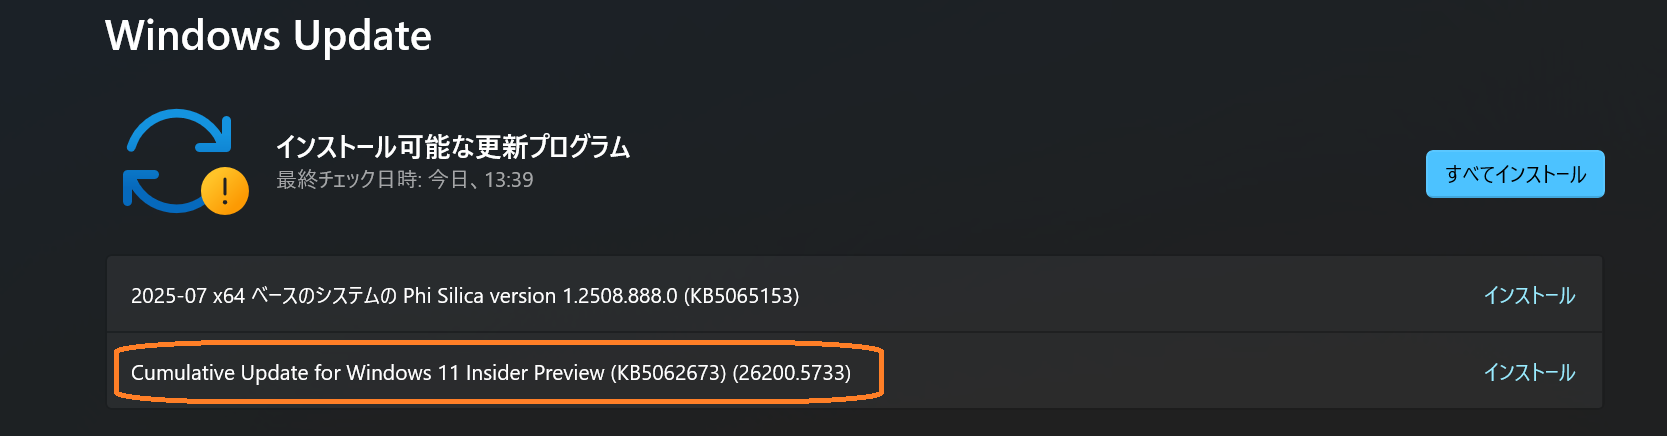 Windows Update
インストール可能な更新プログラム
最終チェック日時: 今日、13:39
すべてインストール
2025-07 x64 ベースのシステムの Phi Silica version 1.2508.888.0 (KB5065153)
インストール
Cumulative Update for Windows 11 Insider Preview (KB5062673) (26200.5733)
インストール